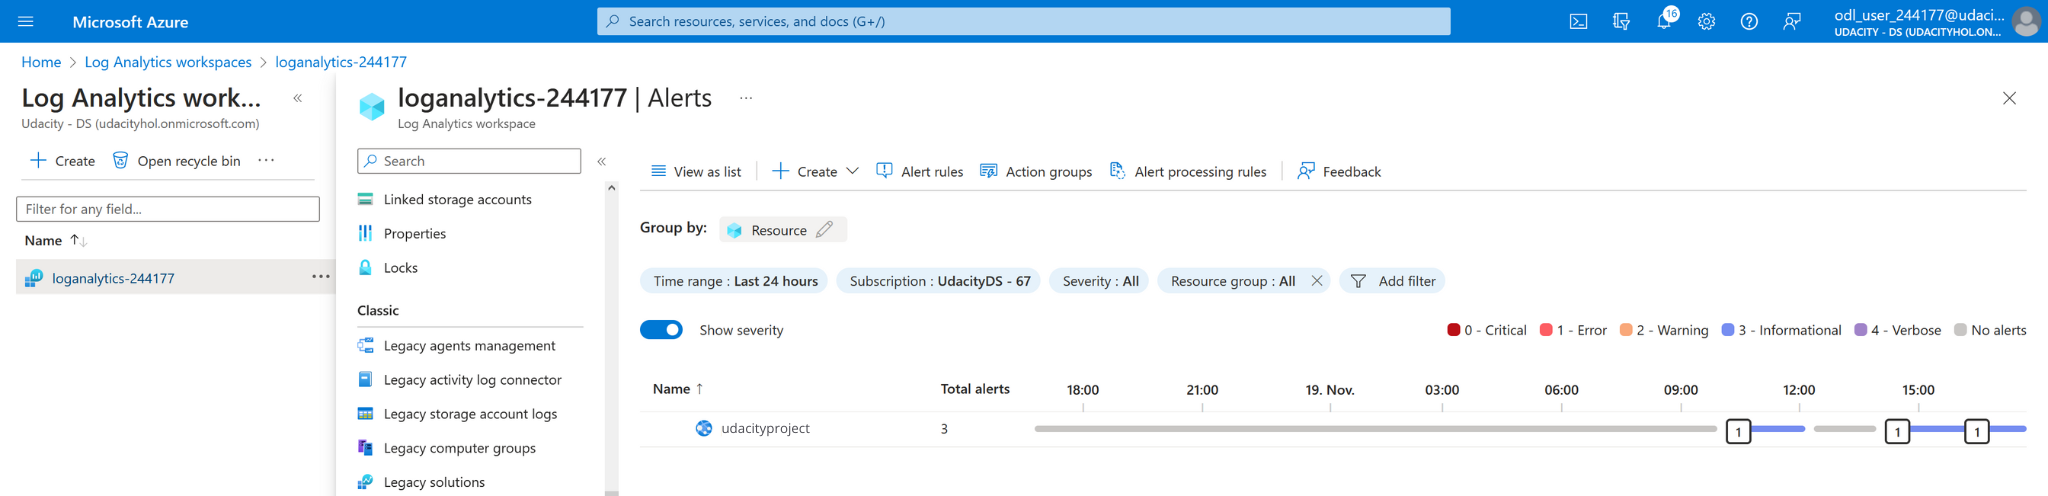 Microsoft Azure
Search resources, services, and docs (G+/)
16
odl_user_244177@udaci...
UDACITY - DS (UDACITYHOL.ON...
Home > Log Analytics workspaces > loganalytics-244177
Log Analytics work... «
Udacity - DS (udacityhol.onmicrosoft.com)
+ Create Open recycle bin ...
Filter for any field...
Name ↑↓
loganalytics-244177 ...
loganalytics-244177 | Alerts ...
Log Analytics workspace
Search «
Linked storage accounts
Properties
Locks
Classic
Legacy agents management
Legacy activity log connector
Legacy storage account logs
Legacy computer groups
Legacy solutions
View as list + Create Alert rules Action groups Alert processing rules Feedback
Group by: Resource
Time range : Last 24 hours Subscription : UdacityDS - 67 Severity : All Resource group : All Add filter
Show severity 0 - Critical 1 - Error 2 - Warning 3 - Informational 4 - Verbose No alerts
Name ↑ Total alerts 18:00 21:00 19. Nov. 03:00 06:00 09:00 12:00 15:00
udacityproject 3 1 1 1